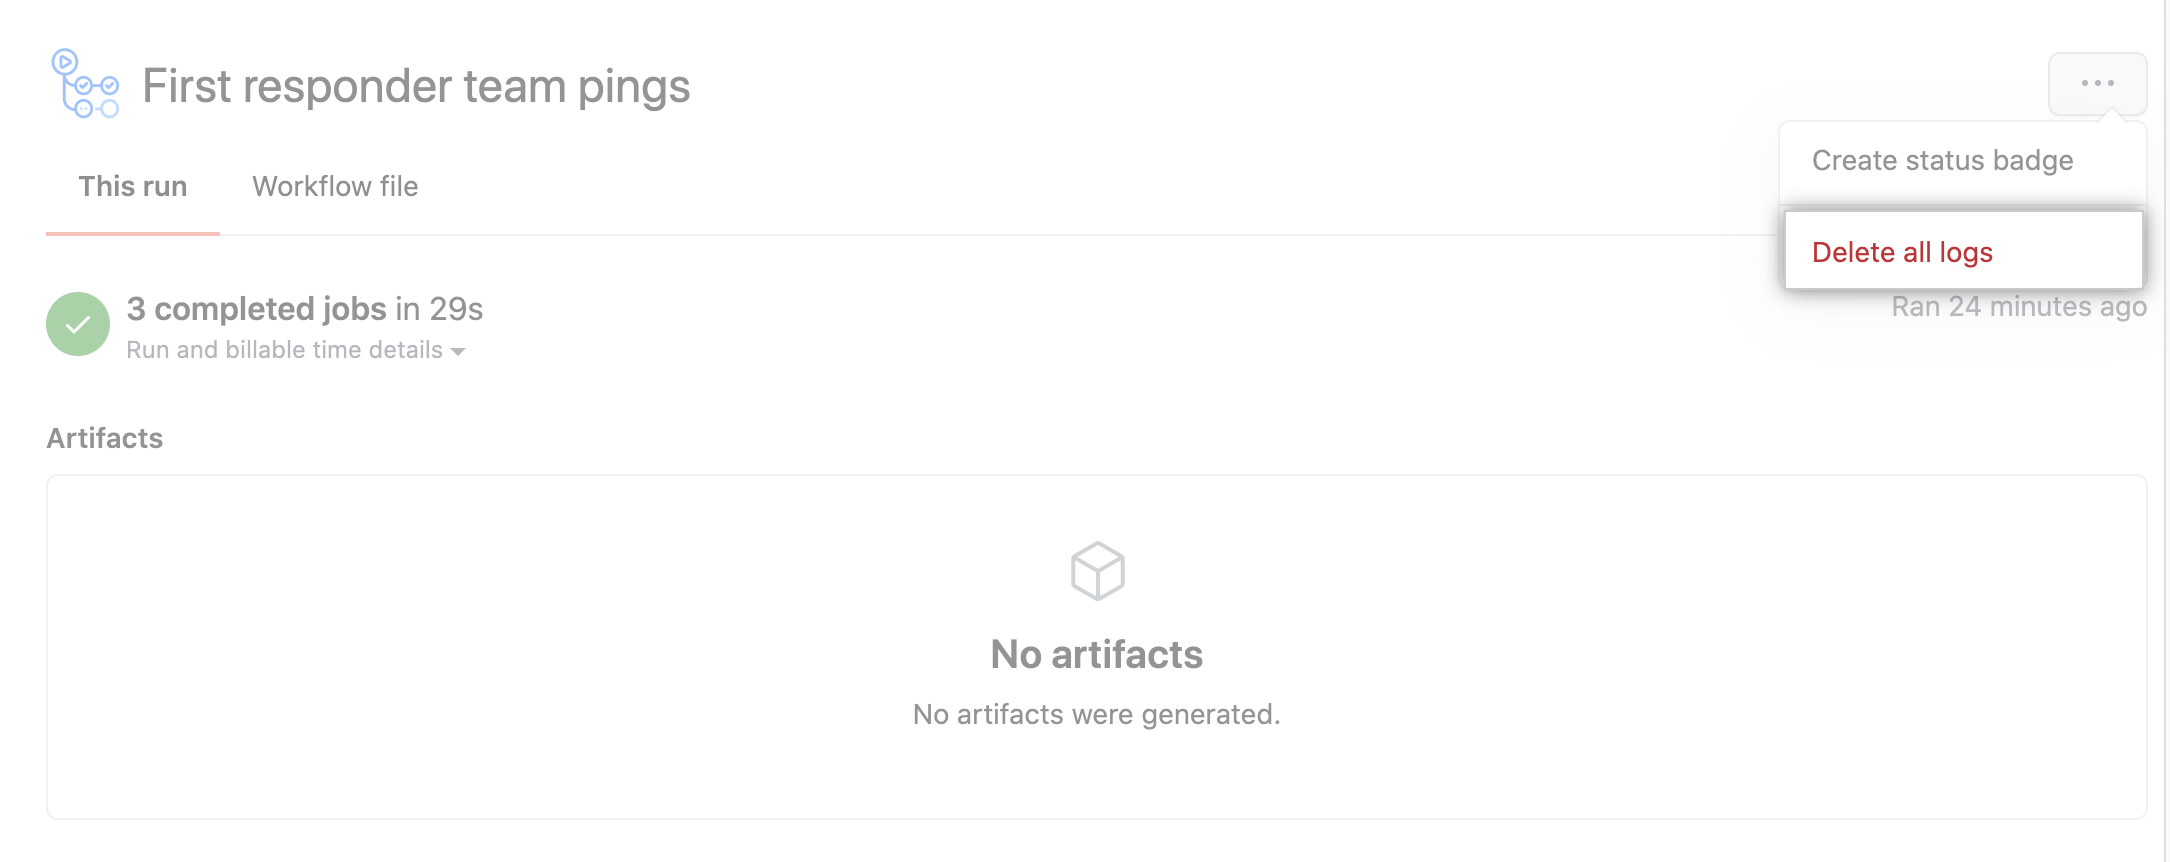 First responder team pings
Create status badge
This run
Workflow file
Delete all logs
3 completed jobs in 29s
Ran 24 minutes ago
Run and billable time details
Artifacts
No artifacts
No artifacts were generated.